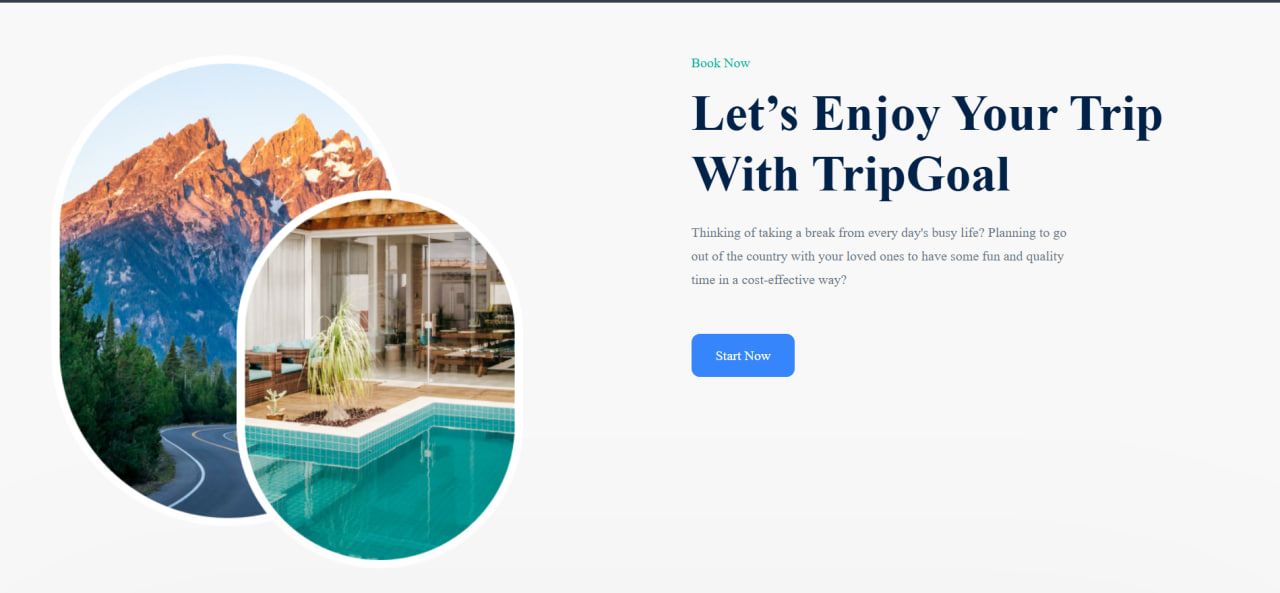 Book Now
Let’s Enjoy Your Trip
With TripGoal
Thinking of taking a break from every day's busy life? Planning to go
out of the country with your loved ones to have some fun and quality
time in a cost-effective way?
Start Now